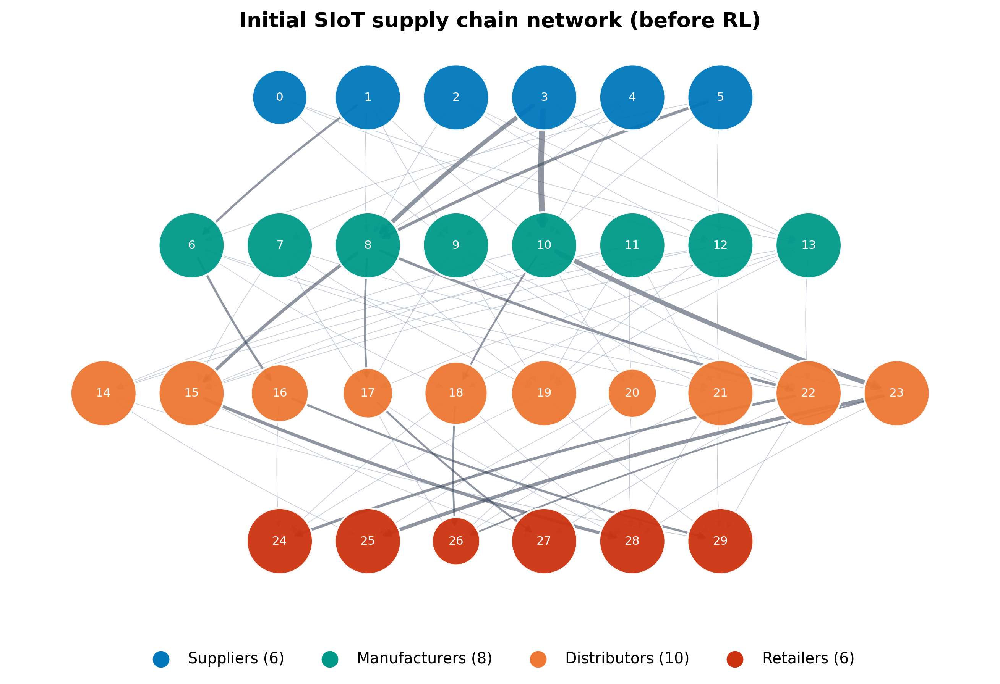 Initial SIoT supply chain network (before RL)
0 1 2 3 4 5
6 7 8 9 10 11 12 13
14 15 16 17 18 19 20 21 22 23
24 25 26 27 28 29
Suppliers (6) Manufacturers (8) Distributors (10) Retailers (6)